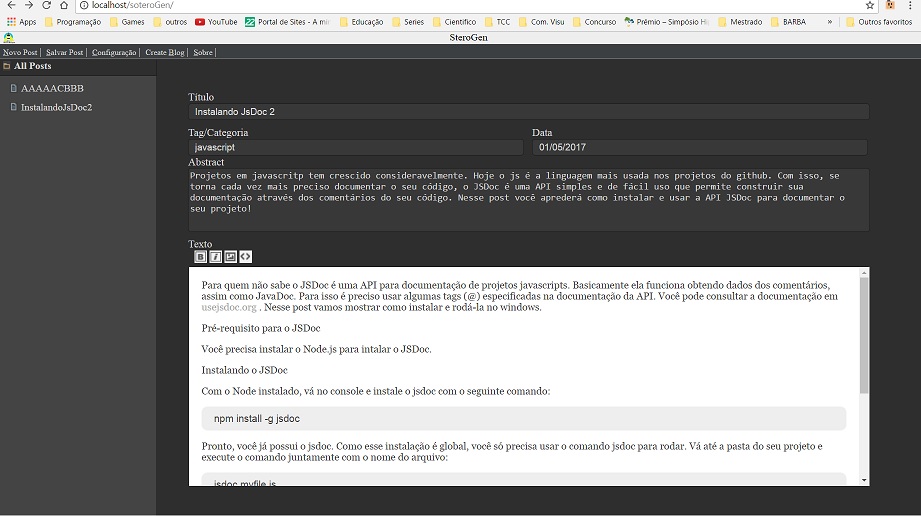 localhost/soteroGen/
Apps Programação Games outros YouTube Portal de Sites - A mi Educação Series Cientifico TCC Com. Visu Concurso Prêmio – Simpósio Mestrado BARBA » Outros favoritos
SteroGen
Novo Post | Salvar Post | Configuração | Create Blog | Sobre |
All Posts
AAAAACBBB
InstalandoJsDoc2
Título
Instalando JsDoc 2
Tag/Categoria Data
javascript 01/05/2017
Abstract
Projetos em javascritp tem crescido consideravelmente. Hoje o js é a linguagem mais usada nos projetos do github. Com isso, se
torna cada vez mais preciso documentar o seu código, o JSDoc é uma API simples e de fácil uso que permite construir sua
documentação através dos comentários do seu código. Nesse post você aprederá como instalar e usar a API JSDoc para documentar o
seu projeto!
Texto
B i <>
Para quem não sabe o JSDoc é uma API para documentação de projetos javascripts. Basicamente ela funciona obtendo dados dos comentários,
assim como JavaDoc. Para isso é preciso usar algumas tags (@) especificadas na documentação da API. Você pode consultar a documentação em
usejsdoc.org . Nesse post vamos mostrar como instalar e rodá-la no windows.
Pré-requisito para o JSDoc
Você precisa instalar o Node.js para intalar o JSDoc.
Instalando o JSDoc
Com o Node instalado, vá no console e instale o jsdoc com o seguinte comando:
npm install -g jsdoc
Pronto, você já possui o jsdoc. Como esse instalação é global, você só precisa usar o comando jsdoc para rodar. Vá até a pasta do seu projeto e
execute o comando juntamente com o nome do arquivo:
jsdoc myfile.js